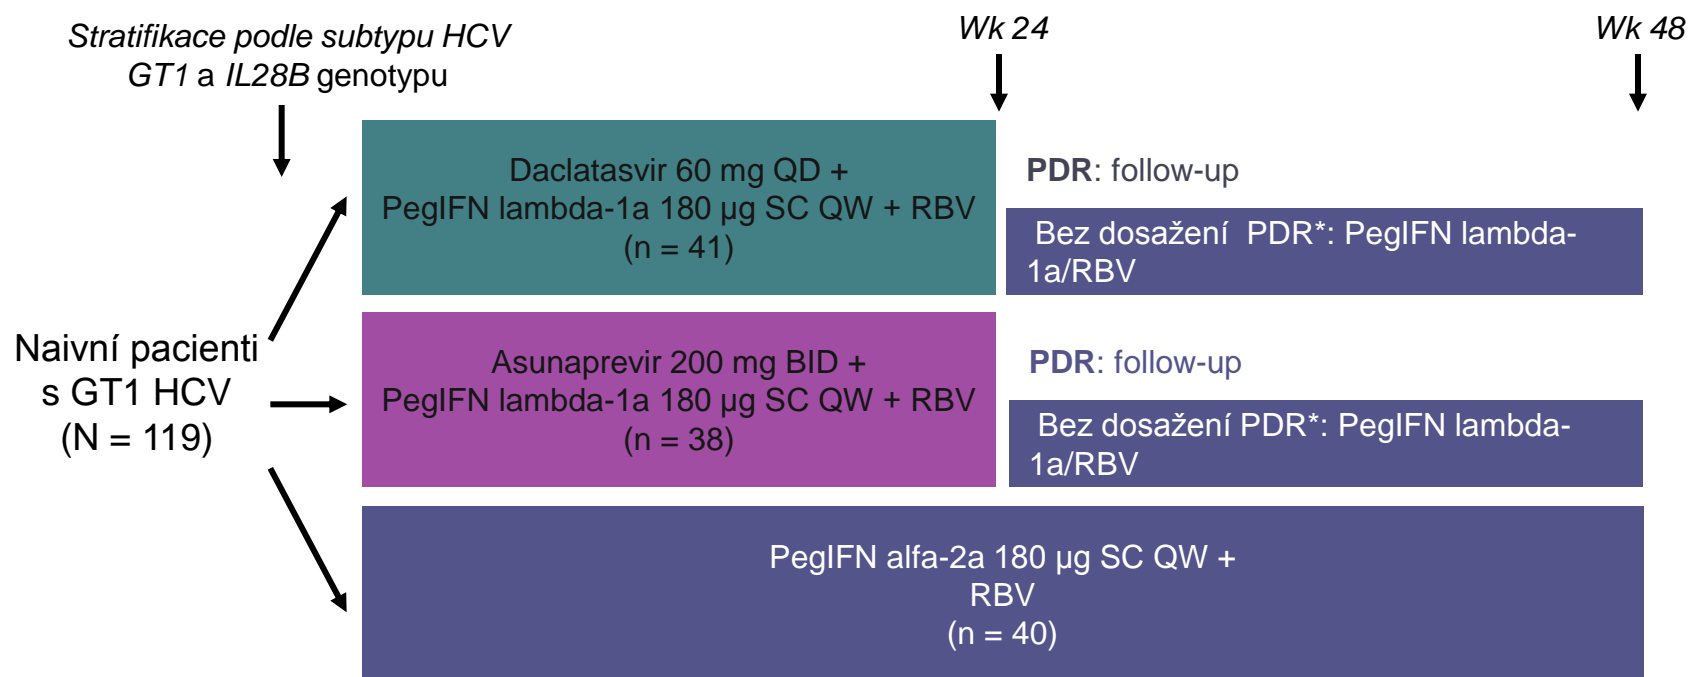 Stratifikace podle subtypu HCV
GT1 a IL28B genotypu
Wk 24
Wk 48
Daclatasvir 60 mg QD +
PegIFN lambda-1a 180 µg SC QW + RBV
(n = 41)
PDR: follow-up
Bez dosažení  PDR*: PegIFN lambda-
1a/RBV
Naivní pacienti
s GT1 HCV
(N = 119)
Asunaprevir 200 mg BID +
PegIFN lambda-1a 180 µg SC QW + RBV
(n = 38)
PDR: follow-up
Bez dosažení PDR*: PegIFN lambda-
1a/RBV
PegIFN alfa-2a 180 µg SC QW +
RBV
(n = 40)